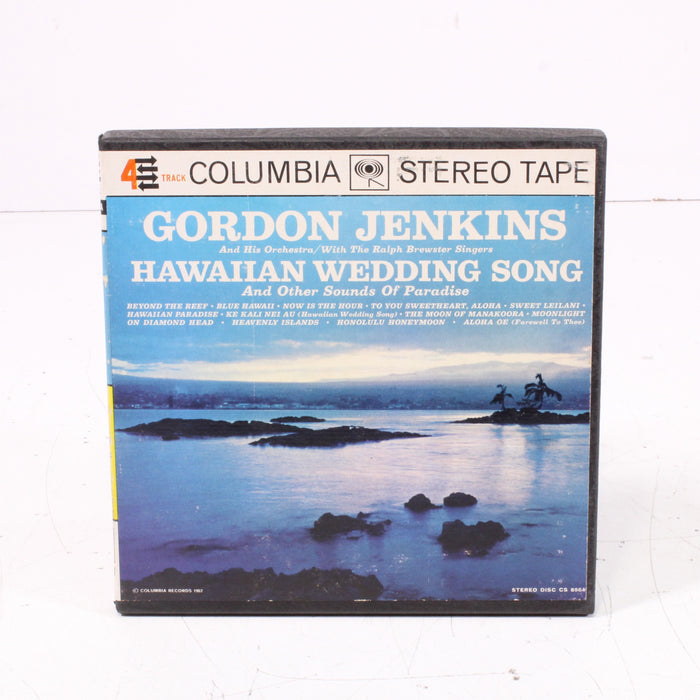 4 TRACK COLUMBIA STEREO TAPE
GORDON JENKINS
And His Orchestra/With The Ralph Brewster Singers
HAWAIIAN WEDDING SONG
And Other Sounds Of Paradise
BEYOND THE REEF • BLUE HAWAII • NOW IS THE HOUR • TO YOU SWEETHEART, ALOHA • SWEET LEILANI •
HAWAIIAN PARADISE • KE KALI NEI AU (Hawaiian Wedding Song) • THE MOON OF MANAKOORA • MOONLIGHT
ON DIAMOND HEAD • HEAVENLY ISLANDS • HONOLULU HONEYMOON • ALOHA OE (Farewell To Thee)
© COLUMBIA RECORDS 1962
STEREO DISC CS